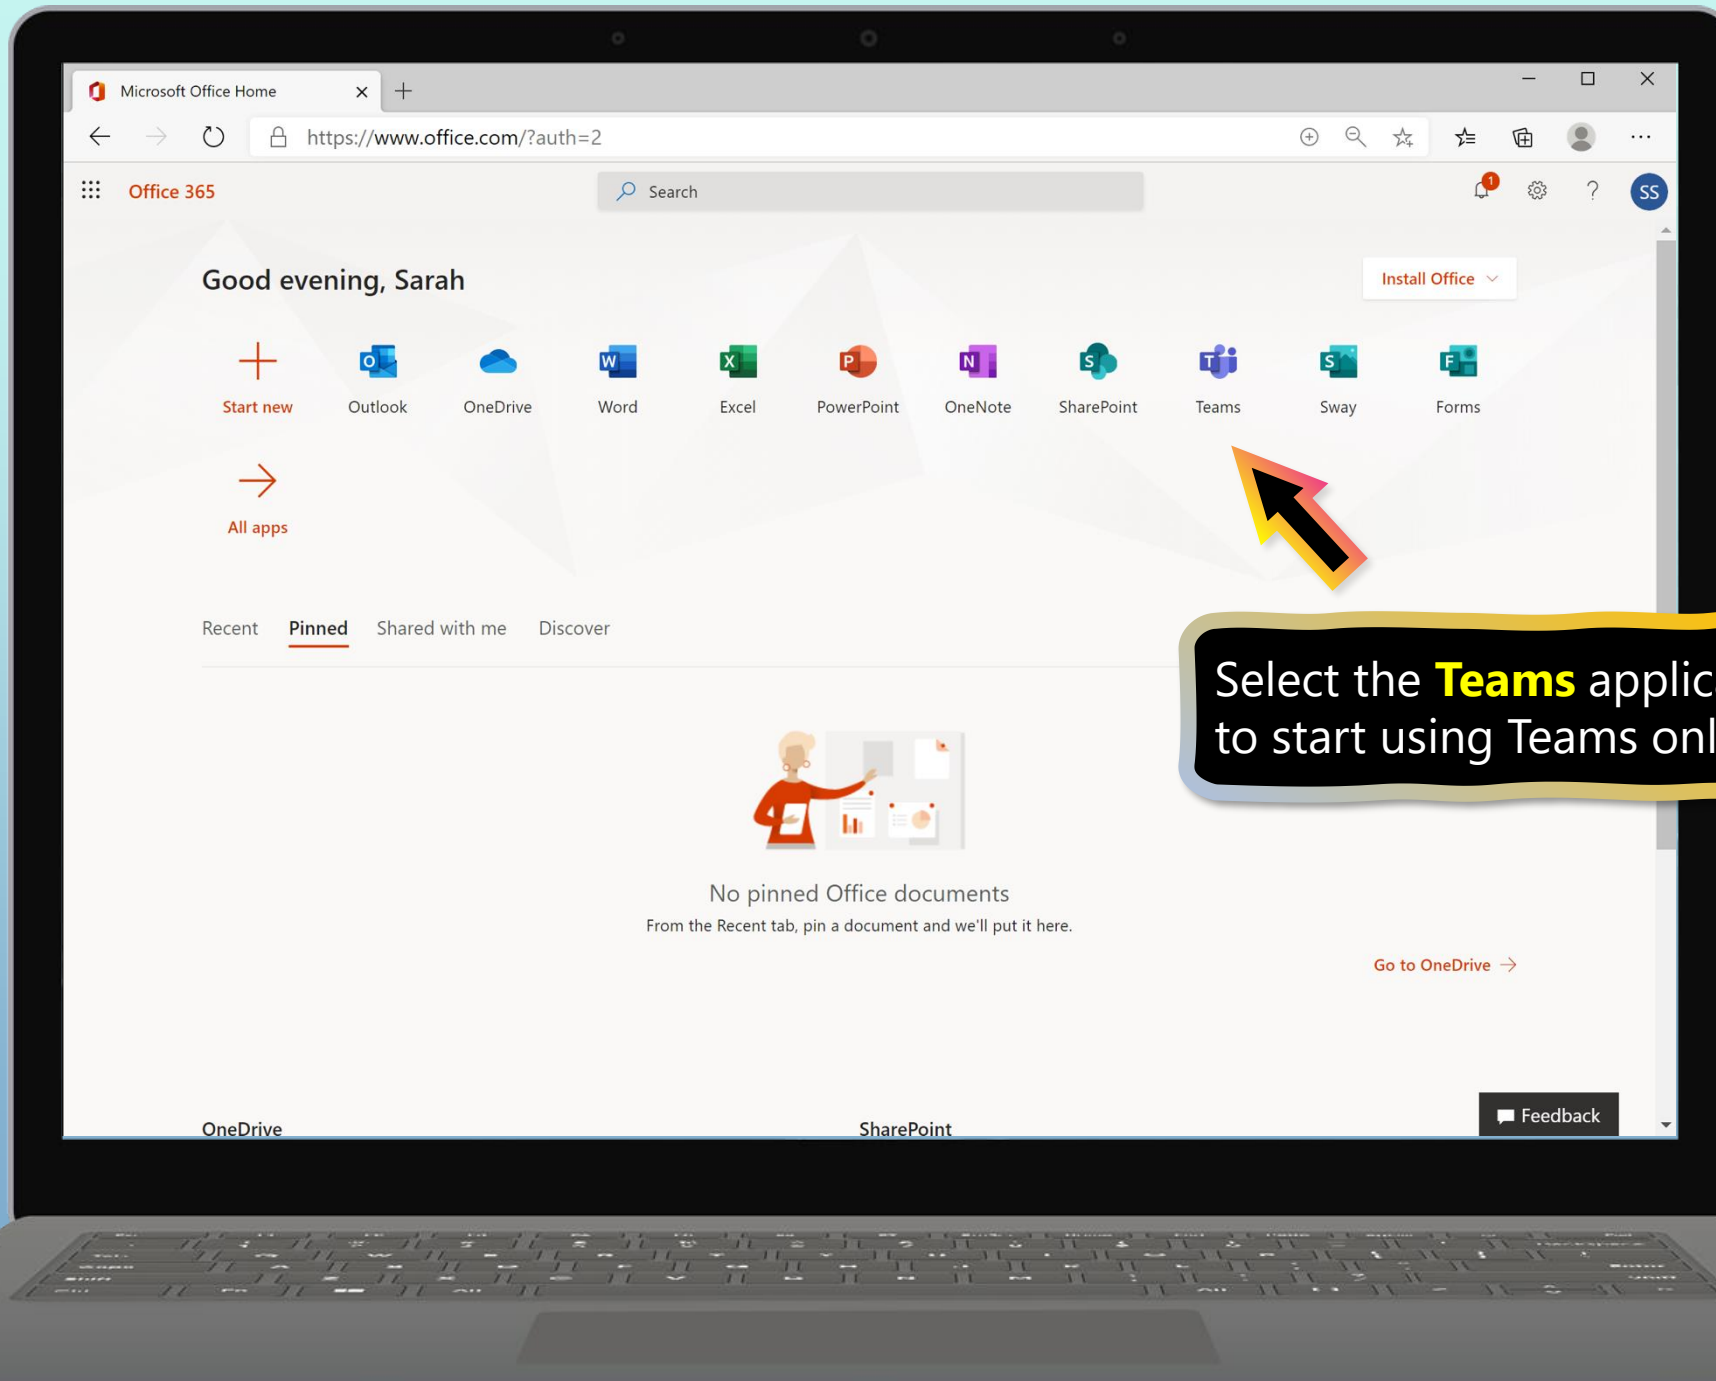 Microsoft Office Home
https://www.office.com/?auth=2
Office 365
Search
1
?
SS
Good evening, Sarah
Install Office
Start new
Outlook
OneDrive
Word
Excel
PowerPoint
OneNote
SharePoint
Teams
Sway
Forms
All apps
Recent Pinned Shared with me Discover
Select the Teams applica
to start using Teams onl
No pinned Office documents
From the Recent tab, pin a document and we'll put it here.
Go to OneDrive
Feedback
OneDrive
SharePoint